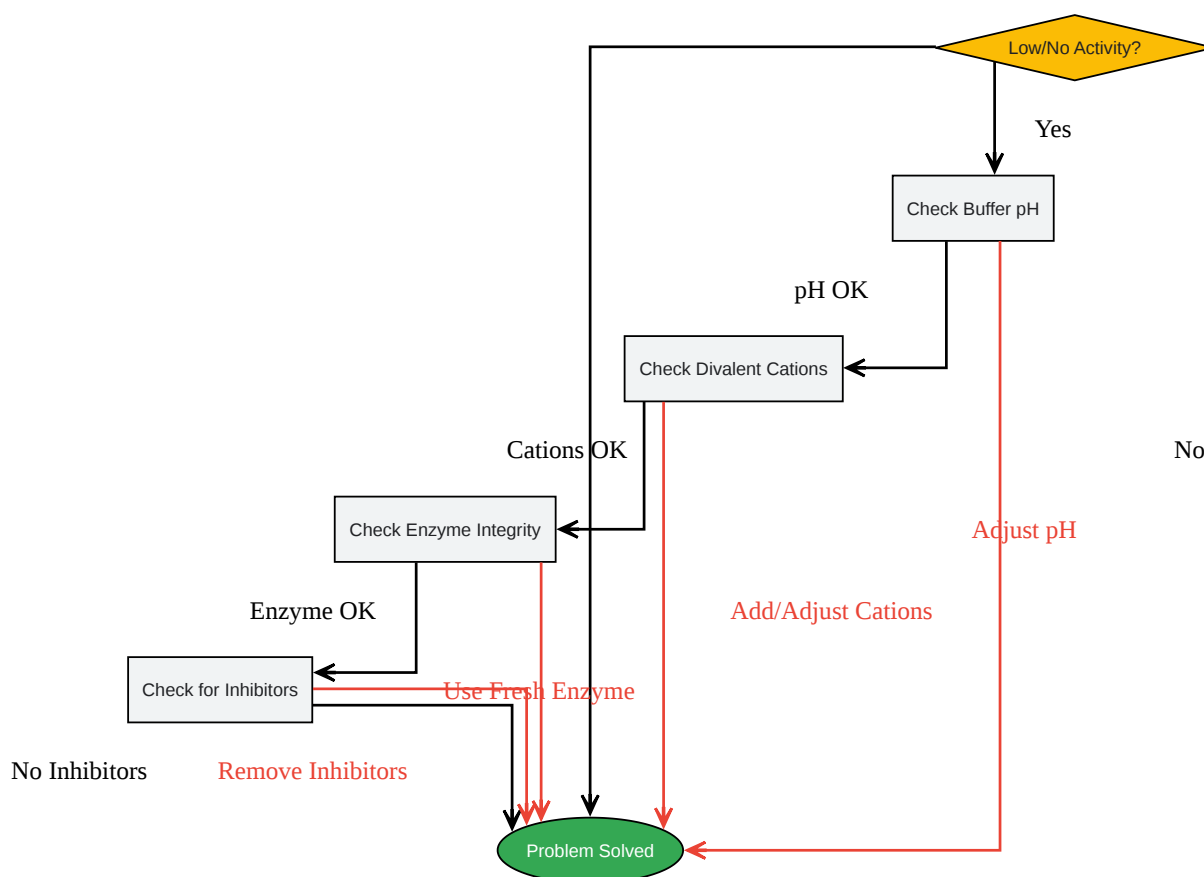 Low/No Activity?
Yes
Check Buffer pH
pH OK
Check Divalent Cations
Cations OK
No
Check Enzyme Integrity
Adjust pH
Enzyme OK
Add/Adjust Cations
Check for Inhibitors
Use Fresh Enzyme
No Inhibitors
Remove Inhibitors
Problem Solved